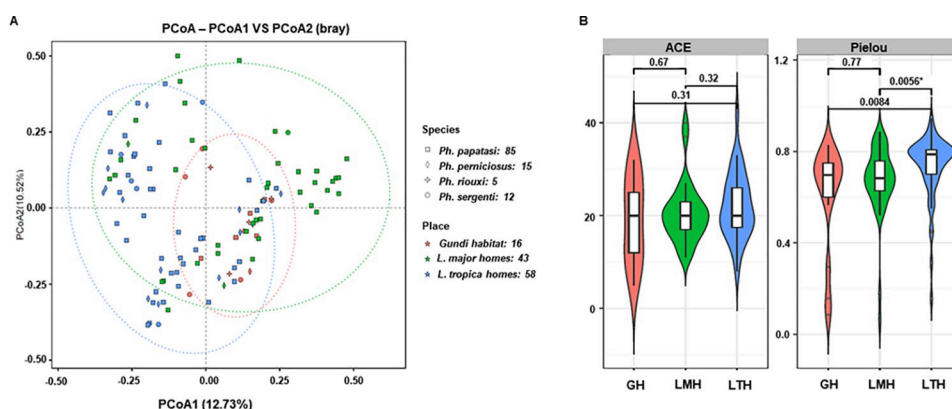 A
PCoA – PCoA1 VS PCoA2 (bray)
0.50
0.25
0.00
-0.25
-0.50
PCoA2(10.52%)
-0.50
-0.25
0.00
0.25
0.50
PCoA1 (12.73%)
Species
Ph. papatasi: 85
Ph. perniciosus: 15
Ph. riouxi: 5
Ph. sergenti: 12
Place
Gundi habitat: 16
L. major homes: 43
L. tropica homes: 58
B
ACE
0.67
0.32
0.31
40
20
0
GH LMH LTH
Pielou
0.77
0.0056*
0.0084
0.8
0.4
0.0
GH LMH LTH